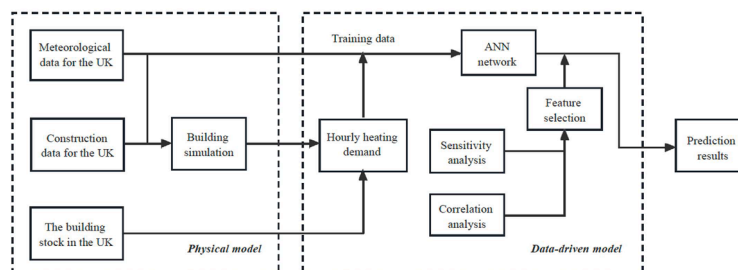 Meteorological
data for the UK
Training data
ANN
network
Construction
data for the UK
Building
simulation
Hourly heating
demand
Feature
selection
Sensitivity
analysis
Prediction
results
Correlation
analysis
The building
stock in the UK
Physical model
Data-driven model